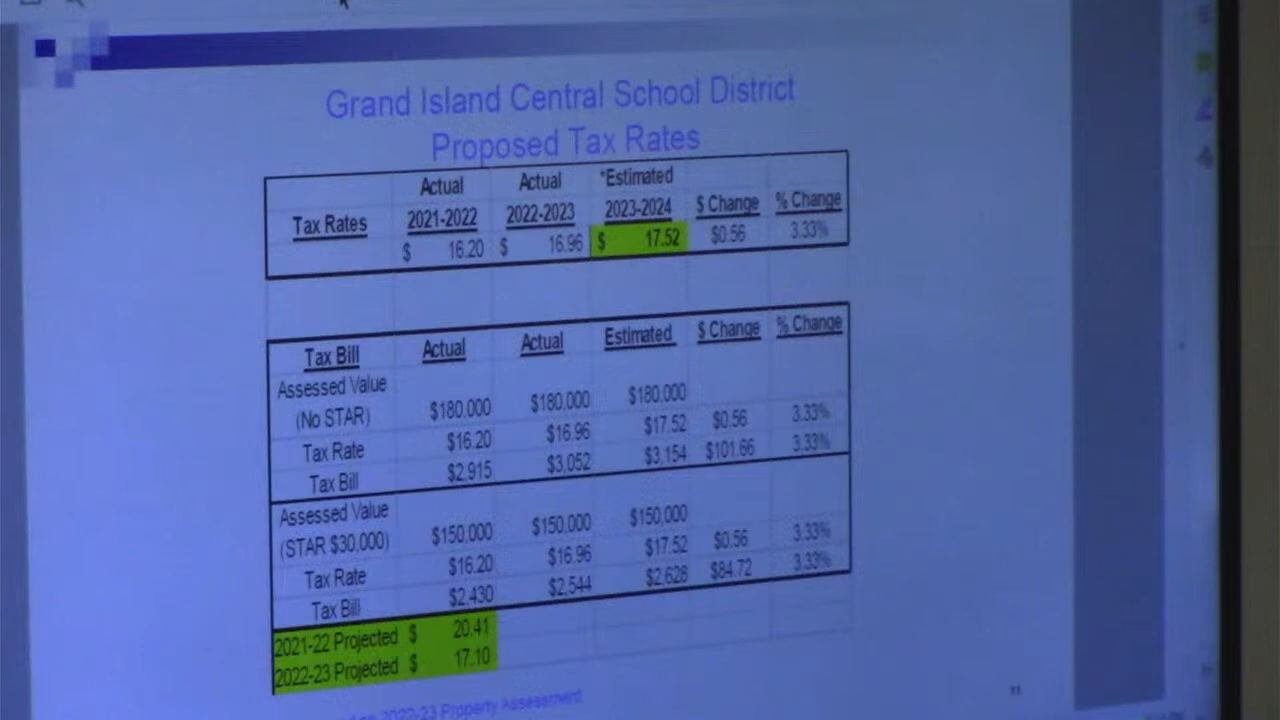 Grand Island Central School District
Proposed Tax Rates
Actual Actual *Estimated
Tax Rates 2021-2022 2022-2023 2023-2024 $ Change % Change
$ 16.20 $ 16.96 $ 17.52 $0.56 3.33%
Tax Bill Actual Actual Estimated $ Change % Change
Assessed Value
(No STAR) $180,000 $180,000 $180,000
Tax Rate $16.20 $16.96 $17.52 $0.56 3.33%
Tax Bill $2,915 $3,052 $3,154 $101.66 3.33%
Assessed Value
(STAR $30,000) $150,000 $150,000 $150,000
Tax Rate $16.20 $16.96 $17.52 $0.56 3.33%
Tax Bill $2,430 $2,544 $2,628 $84.72 3.33%
2021-22 Projected $ 20.41
2022-23 Projected $ 17.10
2022-23 Property Assessment
11